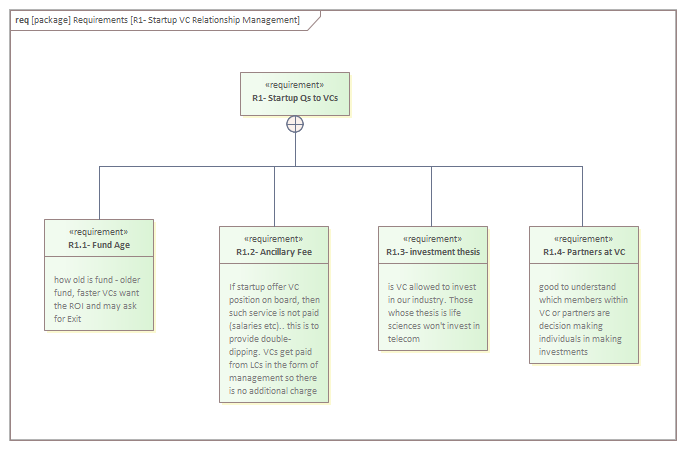 req [package] Requirements [R1- Startup VC Relationship Management]
«requirement»
R1- Startup Qs to VCs
«requirement»
R1.1- Fund Age
how old is fund - older
fund, faster VCs want
the ROI and may ask
for Exit
«requirement»
R1.2- Ancillary Fee
If startup offer VC
position on board, then
such service is not paid
(salaries etc).. this is to
provide double-
dipping. VCs get paid
from LCs in the form of
management so there
is no additional charge
«requirement»
R1.3- investment thesis
is VC allowed to invest
in our industry. Those
whose thesis is life
sciences won't invest in
telecom
«requirement»
R1.4- Partners at VC
good to understand
which members within
VC or partners are
decision making
individuals in making
investments